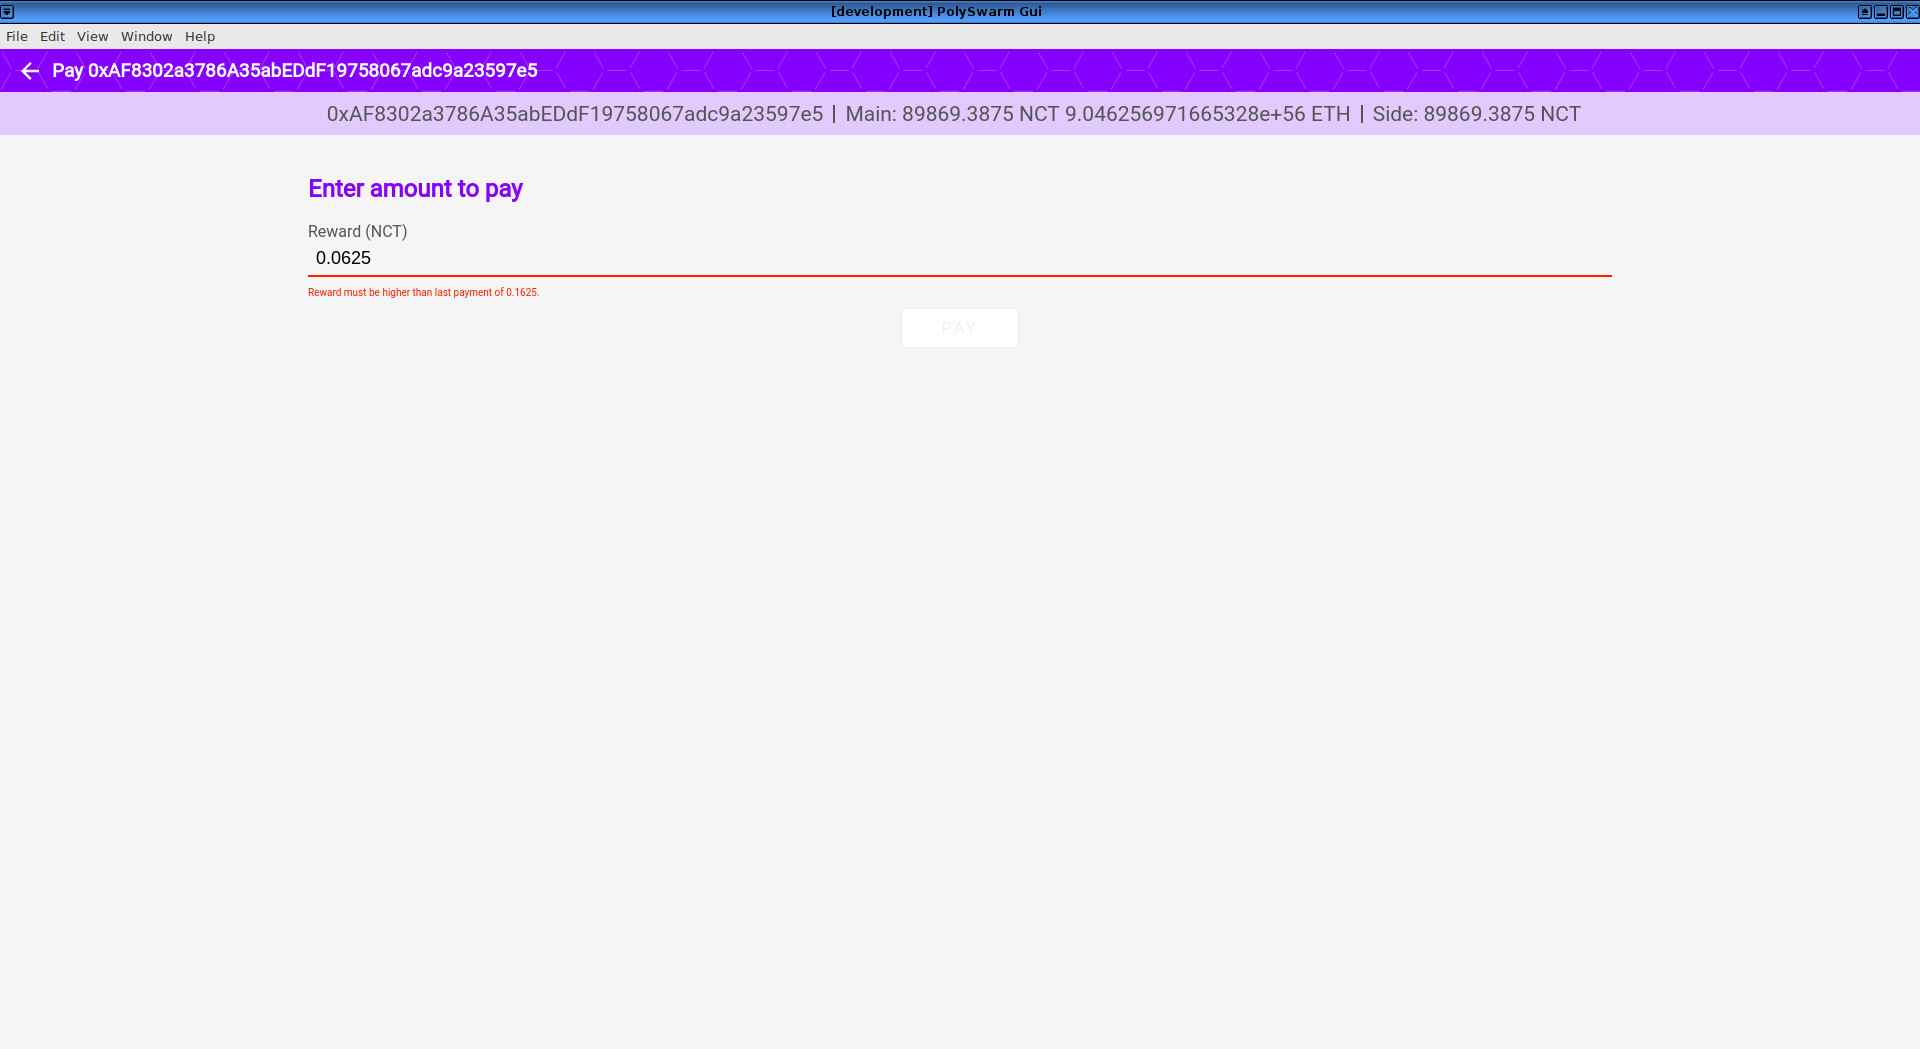 [development] PolySwarm Gui
File Edit View Window Help
Pay 0xAF8302a3786A35abEDdF19758067adc9a23597e5
0xAF8302a3786A35abEDdF19758067adc9a23597e5 | Main: 89869.3875 NCT 9.046256971665328e+56 ETH | Side: 89869.3875 NCT
Enter amount to pay
Reward (NCT)
0.0625
Reward must be higher than last payment of 0.1625.
PAY